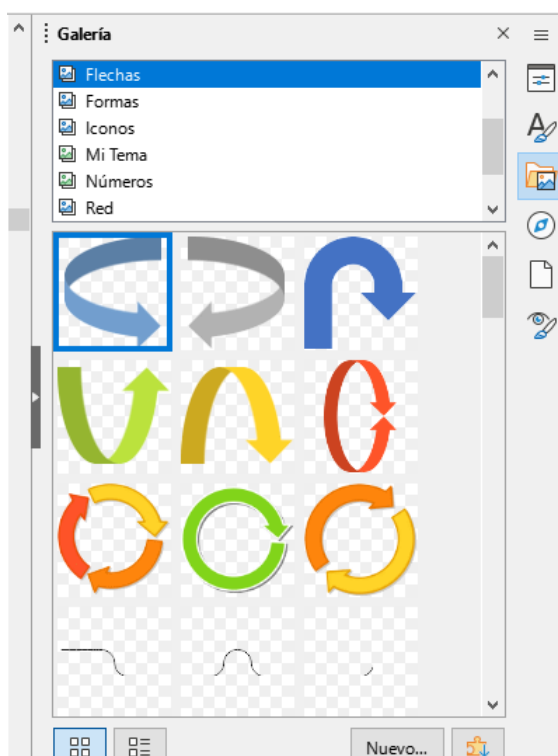 Galería
Flechas
Formas
Iconos
Mi Tema
Números
Red
Nuevo...